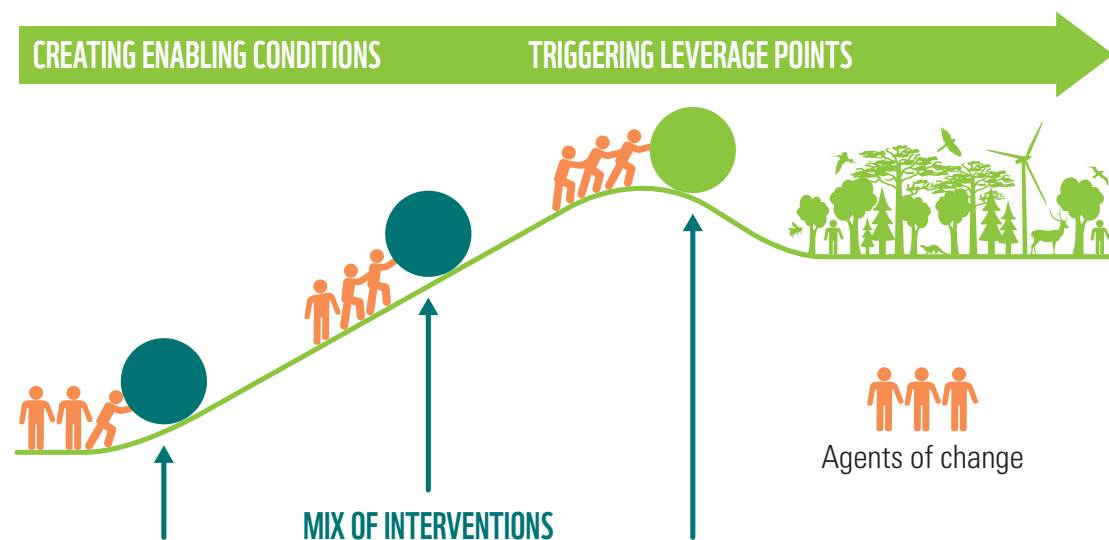 CREATING ENABLING CONDITIONS
TRIGGERING LEVERAGE POINTS
Agents of change
MIX OF INTERVENTIONS